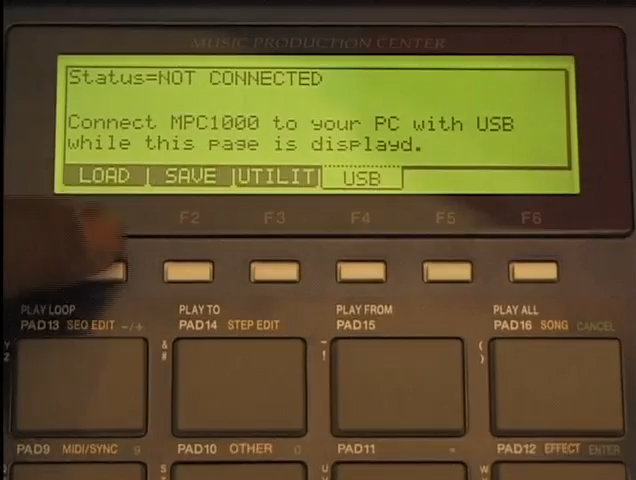 MUSIC PRODUCTION CENTER
Status=NOT CONNECTED
Connect MPC1000 to your PC with USB
while this page is displayd.
LOAD SAVE UTILIT USB
F2 F3 F4 F5 F6
PLAY LOOP PLAY TO PLAY FROM PLAY ALL
PAD13 SEQ EDIT -/+ PAD14 STEP EDIT PAD15 PAD16 SONG CANCEL
Y & ~ (
Z # ! )
PAD9 MIDI/SYNC 9 PAD10 OTHER 0 PAD11 PAD12 EFFECT ENTER
S U W